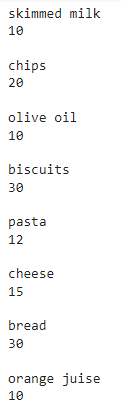 skimmed milk
10
chips
20
olive oil
10
biscuits
30
pasta
12
cheese
15
bread
30
orange juise
10